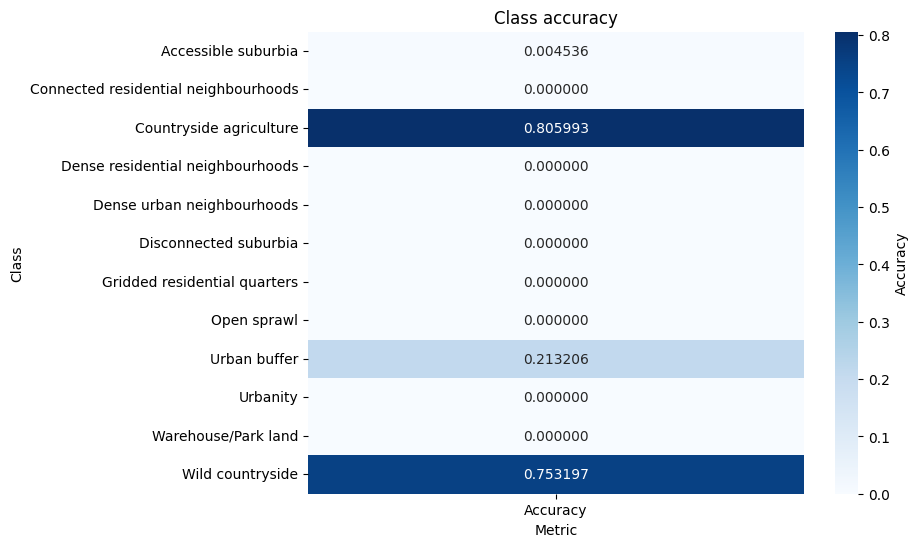 Class accuracy
Accessible suburbia 0.004536
Connected residential neighbourhoods 0.000000
Countryside agriculture 0.805993
Dense residential neighbourhoods 0.000000
Dense urban neighbourhoods 0.000000
Disconnected suburbia 0.000000
Gridded residential quarters 0.000000
Open sprawl 0.000000
Urban buffer 0.213206
Urbanity 0.000000
Warehouse/Park land 0.000000
Wild countryside 0.753197
Class
Accuracy
Metric
0.8
0.7
0.6
0.5
0.4
0.3
0.2
0.1
0.0
Accuracy